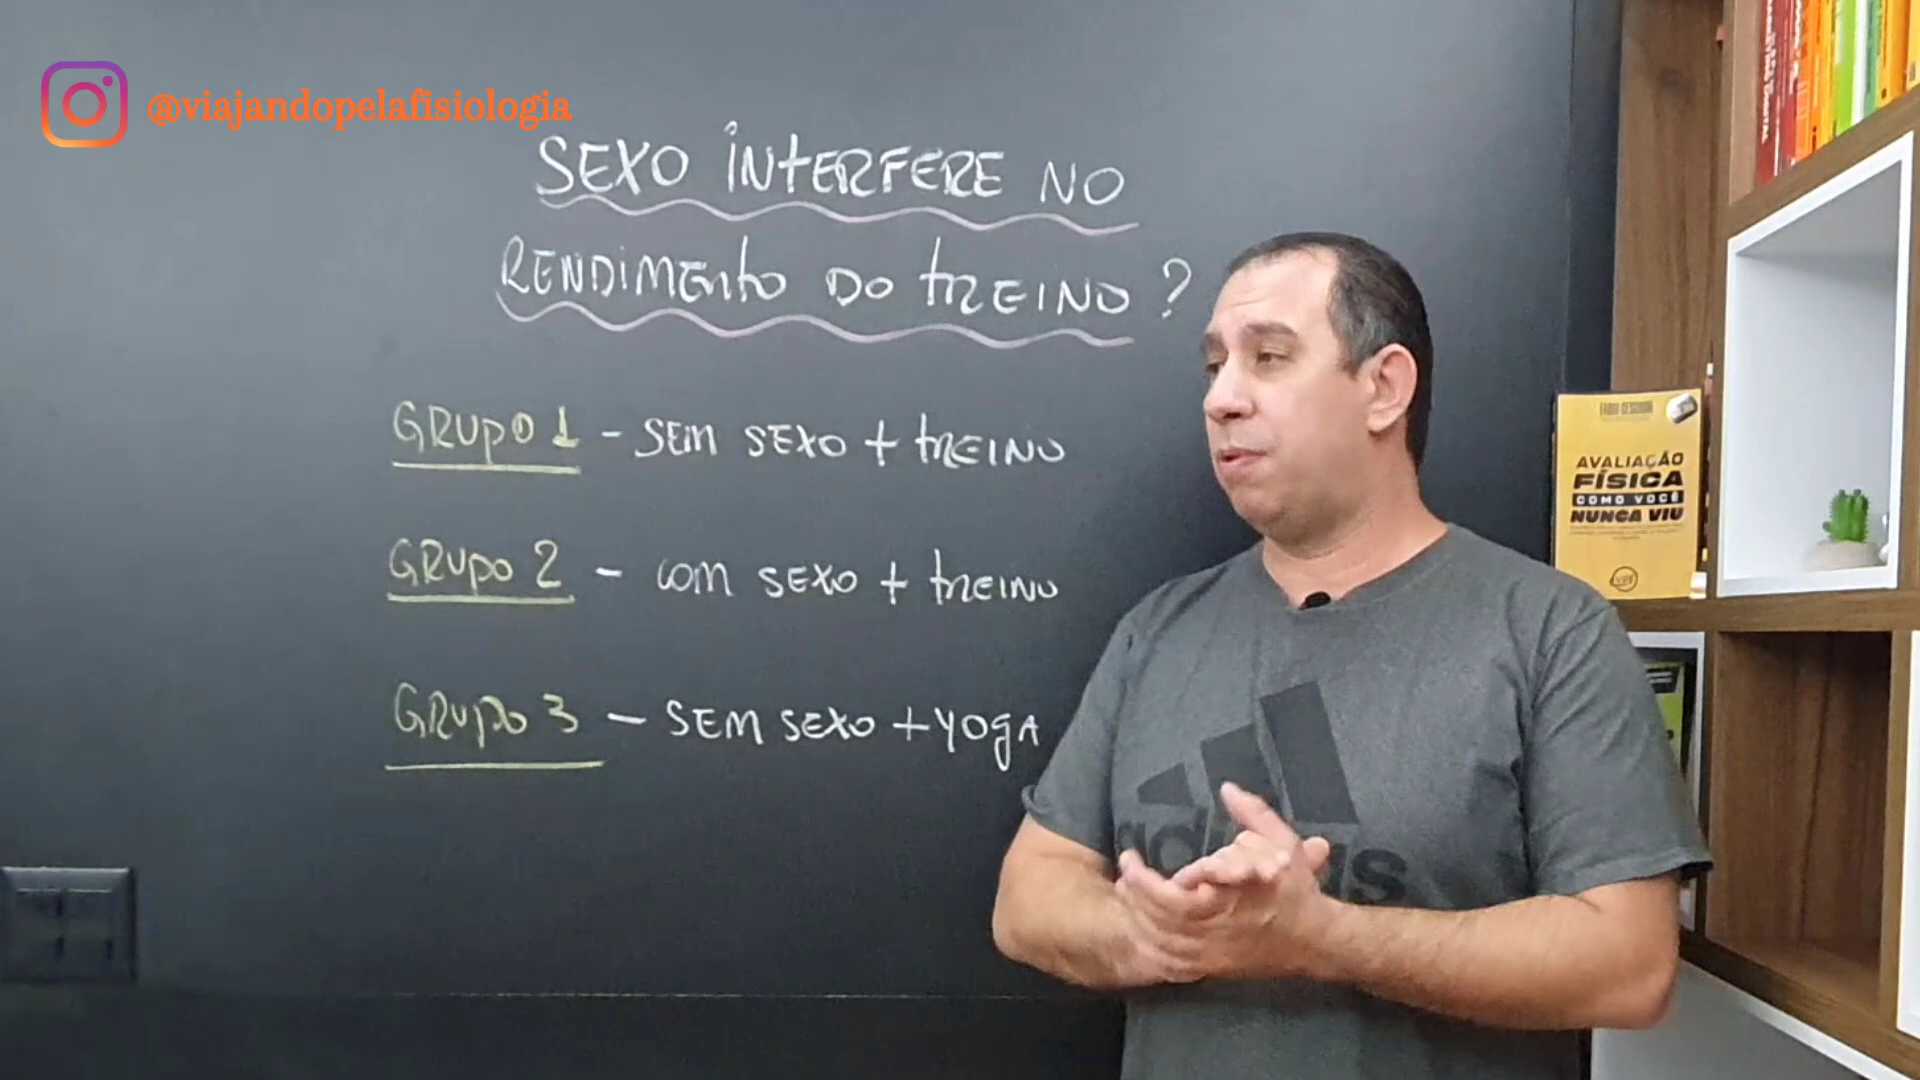 @viajandopelafisiologia
SEXO INTERFERE NO
RENDIMENTO DO TREINO?
GRUPO 1 - SEM SEXO + TREINO
GRUPO 2 - COM SEXO + TREINO
GRUPO 3 - SEM SEXO + YOGA
AVALIAÇÃO
FÍSICA
COMO VOCÊ
NUNCA VIU
adidas